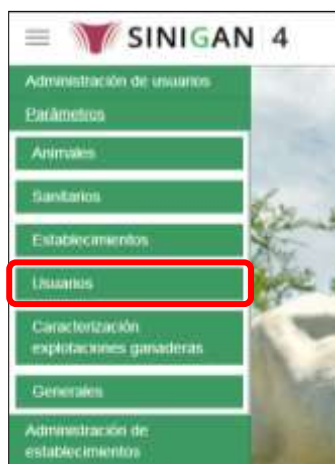 SINIGAN 4
Administración de usuarios
Parámetros
Animales
Sanitarios
Establecimientos
Usuarios
Caracterización
explotaciones ganaderas
Generales
Administración de
establecimientos